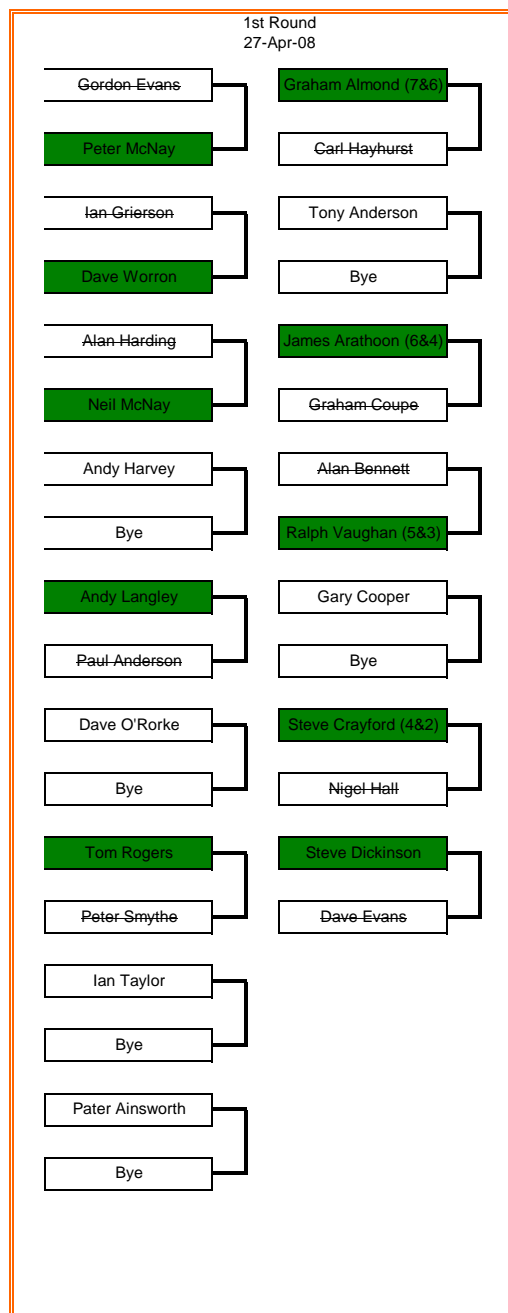 1st Round
27-Apr-08
Gordon Evans
Peter McNay
Ian Grierson
Dave Worron
Alan Harding
Neil McNay
Andy Harvey
Bye
Andy Langley
Paul Anderson
Dave O'Rorke
Bye
Tom Rogers
Peter Smythe
Ian Taylor
Bye
Pater Ainsworth
Bye
Graham Almond (7&6)
Carl Hayhurst
Tony Anderson
Bye
James Arathoon (6&4)
Graham Coupe
Alan Bennett
Ralph Vaughan (5&3)
Gary Cooper
Bye
Steve Crayford (4&2)
Nigel Hall
Steve Dickinson
Dave Evans